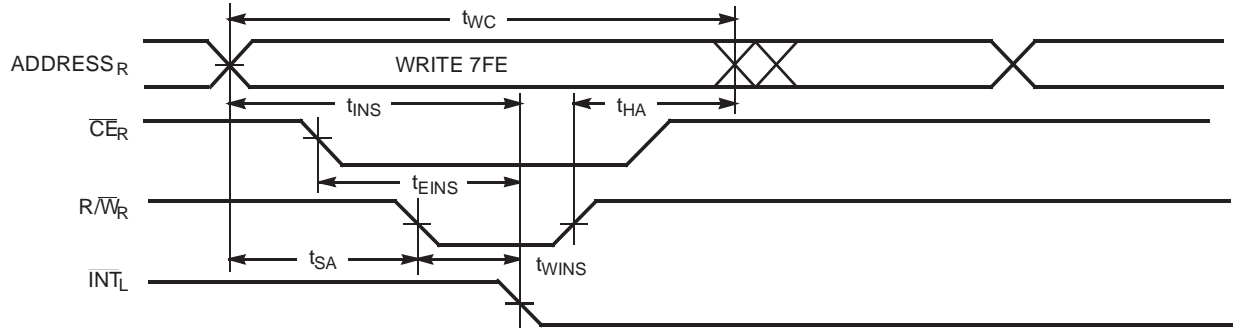 tWC
ADDRESSR
WRITE 7FE
tINS
tHA
CER
tEINS
R/WR
tSA
tWINS
INTL